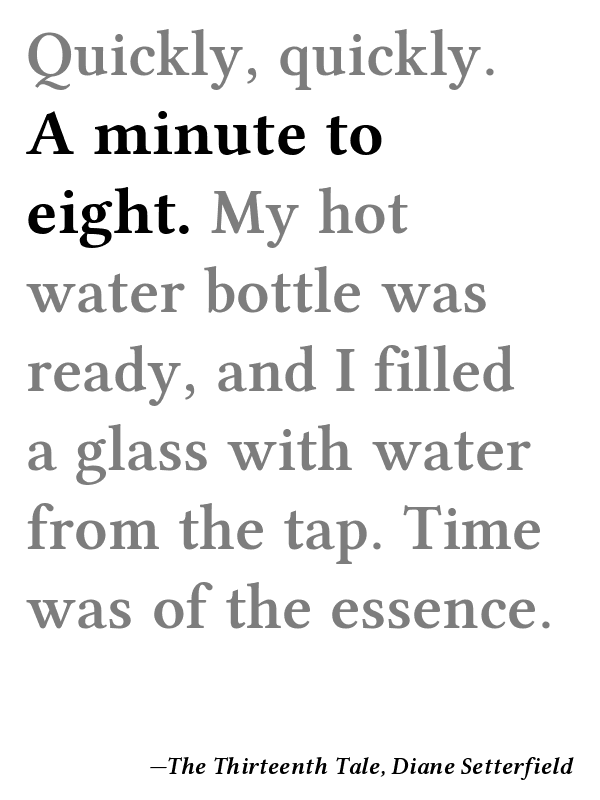 Quickly, quickly.
A minute to
eight. My hot
water bottle was
ready, and I filled
a glass with water
from the tap. Time
was of the essence.
—The Thirteenth Tale, Diane Setterfield